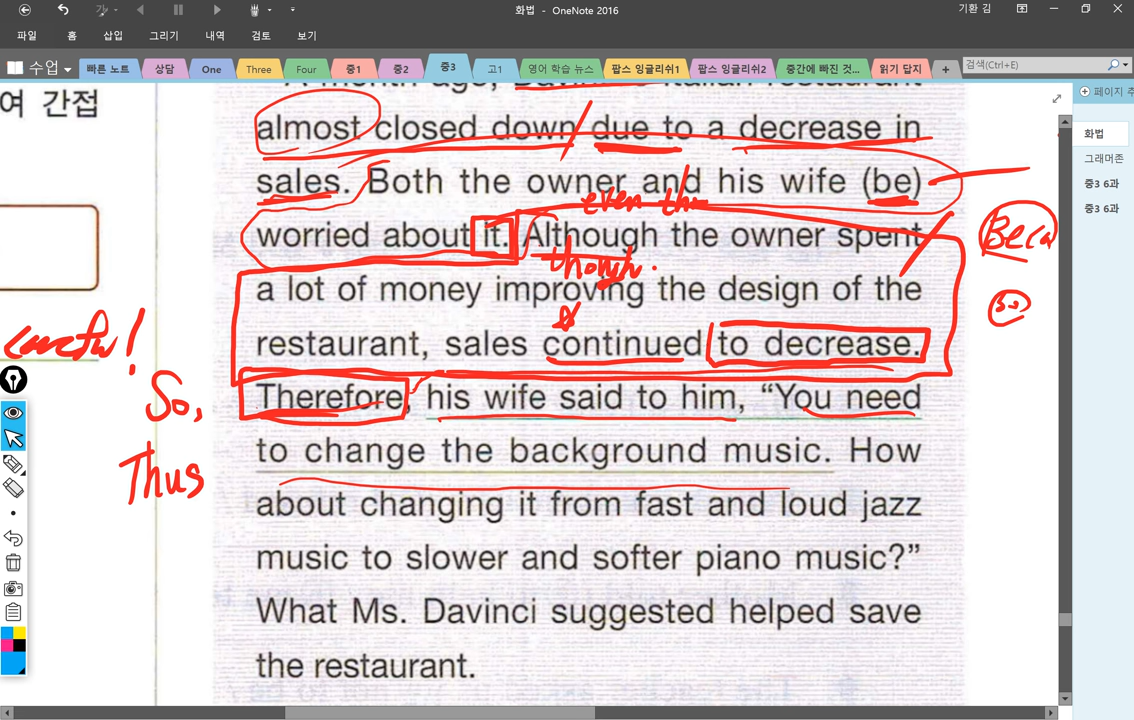 화법 - OneNote 2016
기환 김
파일 홈 삽입 그리기 내역 검토 보기
수업 빠른 노트 상담 One Three Four 중1 중2 중3 고1 영어 학습 뉴스 팝스 잉글리쉬1 팝스 잉글리쉬2 중간에 빠진 것... 읽기 답지 + 검색(Ctrl+E)
페이지 추
화법
그래머존
중3 6과
중3 6과
여 간접
almost closed down due to a decrease in
sales. Both the owner and his wife (be)
even th
worried about it. Although the owner spent
Beca
though.
a lot of money improving the design of the
so
restaurant, sales continued to decrease.
So,
Therefore, his wife said to him, “You need
to change the background music. How
Thus
about changing it from fast and loud jazz
music to slower and softer piano music?”
What Ms. Davinci suggested helped save
the restaurant.